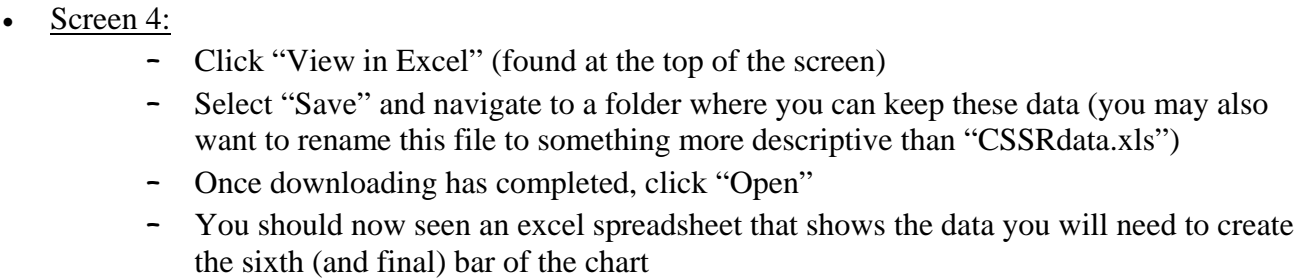 • Screen 4:
- Click “View in Excel” (found at the top of the screen)
- Select “Save” and navigate to a folder where you can keep these data (you may also
want to rename this file to something more descriptive than “CSSRdata.xls”)
- Once downloading has completed, click “Open”
- You should now seen an excel spreadsheet that shows the data you will need to create
the sixth (and final) bar of the chart